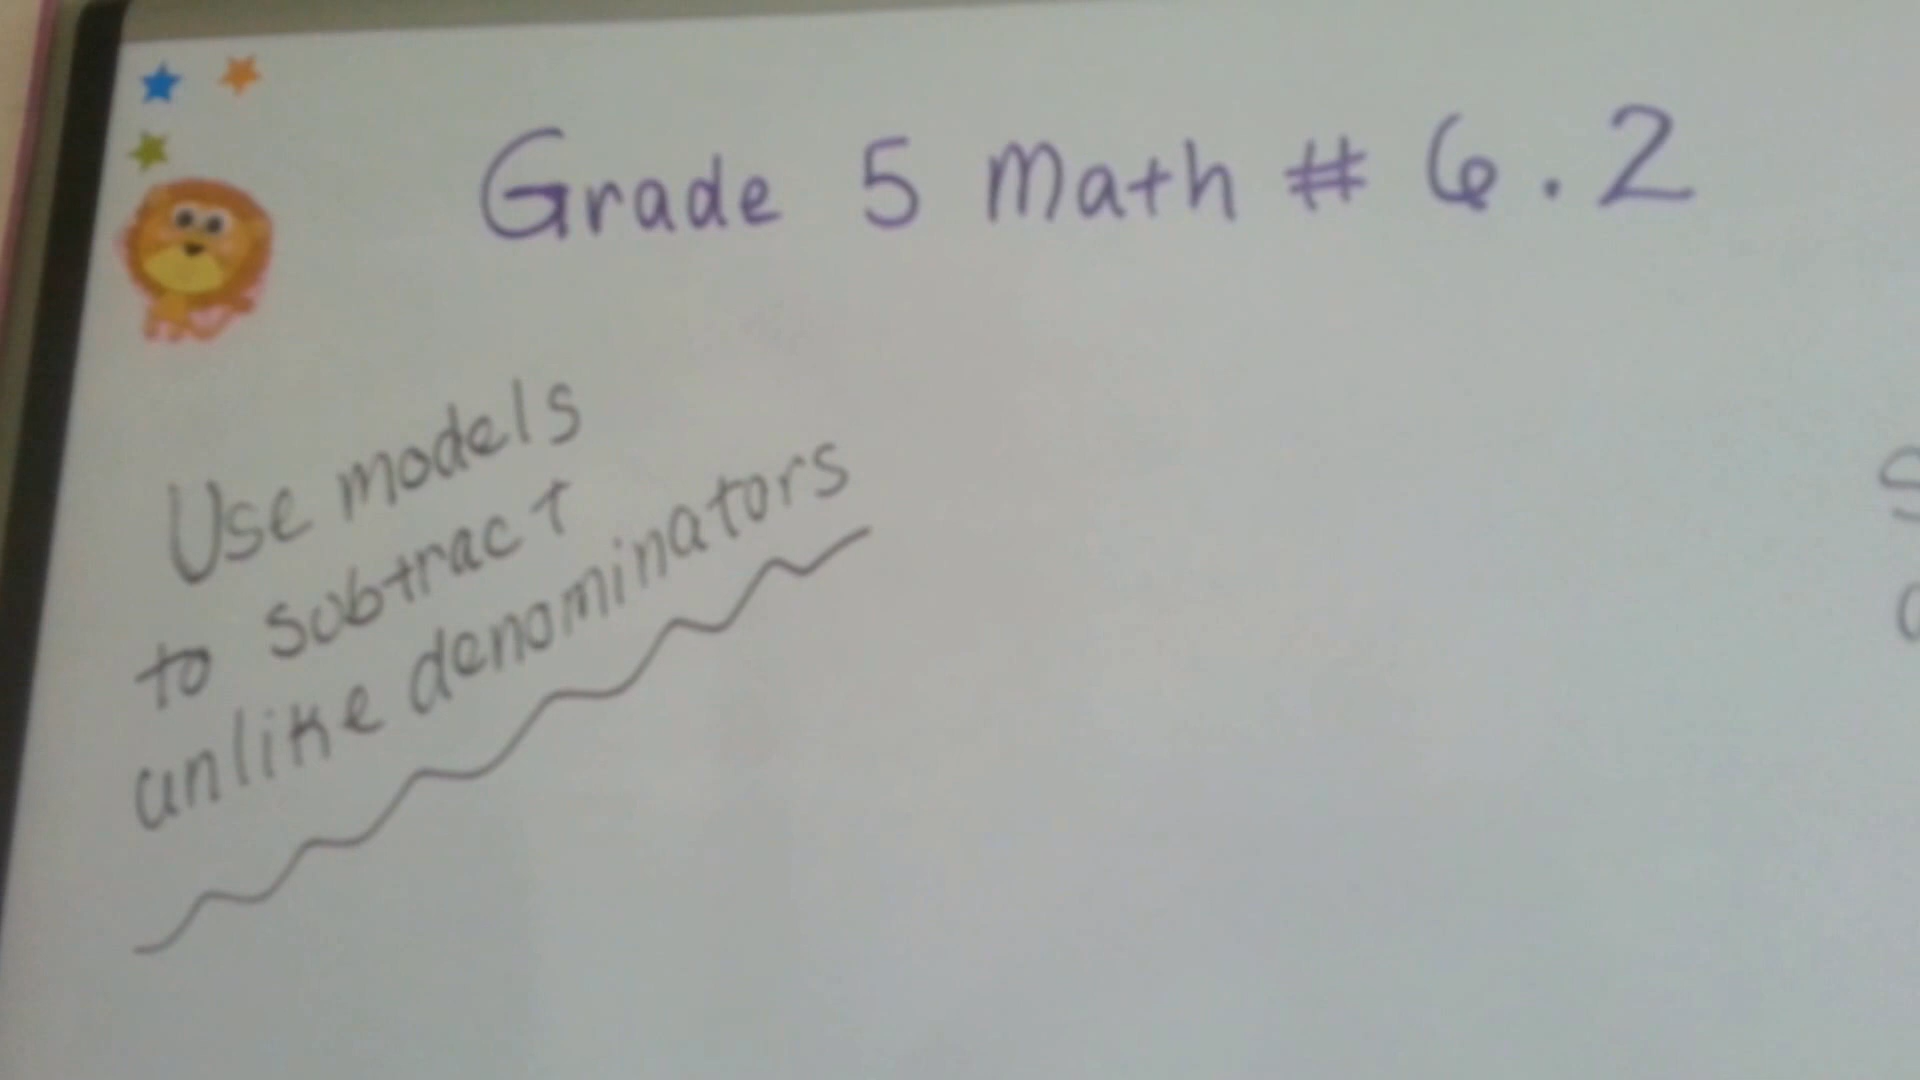 Grade 5 Math # 6.2
Use models
to subtract
unlike denominators